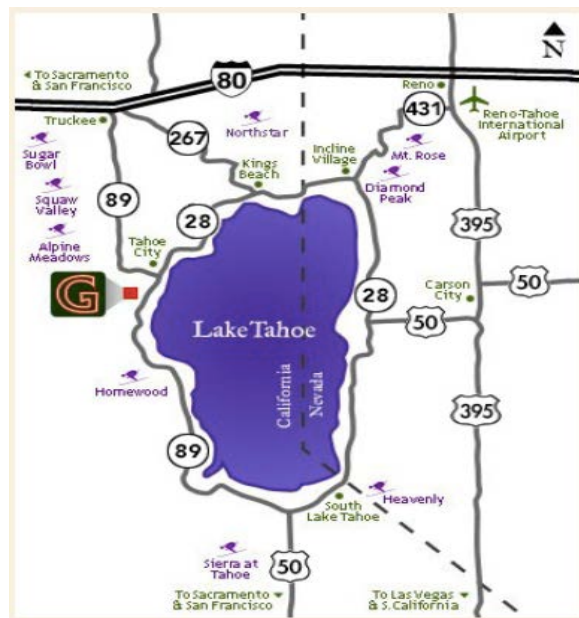 N
To Sacramento
& San Francisco
80
Reno
431
Reno-Tahoe
International
Airport
Truckee
267
Northstar
Incline
Village
Mt. Rose
Sugar
Bowl
Kings
Beach
Diamond
Peak
Squaw
Valley
89
28
395
Alpine
Meadows
Tahoe
City
50
G
28
Carson
City
50
Lake Tahoe
California
Nevada
Homewood
395
89
Heavenly
South
Lake Tahoe
Sierra at
Tahoe
50
To Sacramento
& San Francisco
To Las Vegas
& S. California